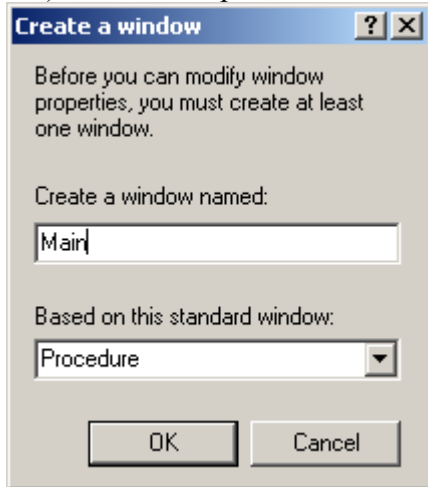 Create a window
Before you can modify window
properties, you must create at least
one window.
Create a window named:
Main
Based on this standard window:
Procedure
OK Cancel